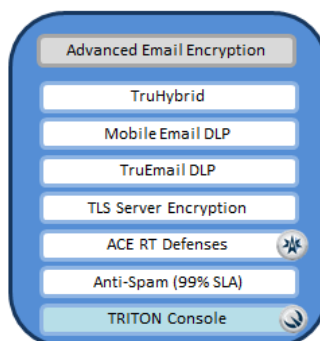 Advanced Email Encryption
TruHybrid
Mobile Email DLP
TruEmail DLP
TLS Server Encryption
ACE RT Defenses
Anti-Spam (99% SLA)
TRITON Console